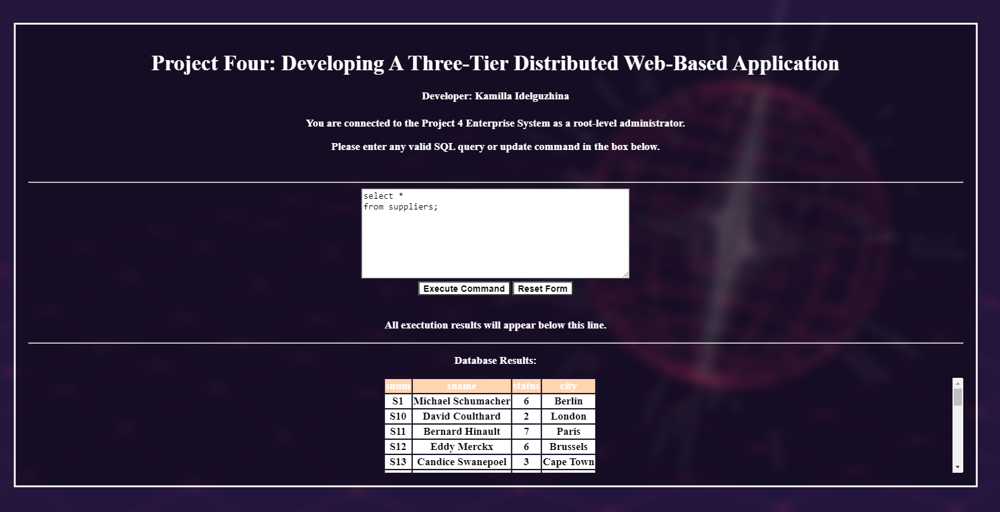 Project Four: Developing A Three-Tier Distributed Web-Based Application
Developer: Kamilla Idelguzhina
You are connected to the Project 4 Enterprise System as a root-level administrator.
Please enter any valid SQL query or update command in the box below.
select *
from suppliers;
Execute Command Reset Form
All exectution results will appear below this line.
Database Results:
snum sname status city
S1 Michael Schumacher 6 Berlin
S10 David Coulthard 2 London
S11 Bernard Hinault 7 Paris
S12 Eddy Merckx 6 Brussels
S13 Candice Swanepoel 3 Cape Town